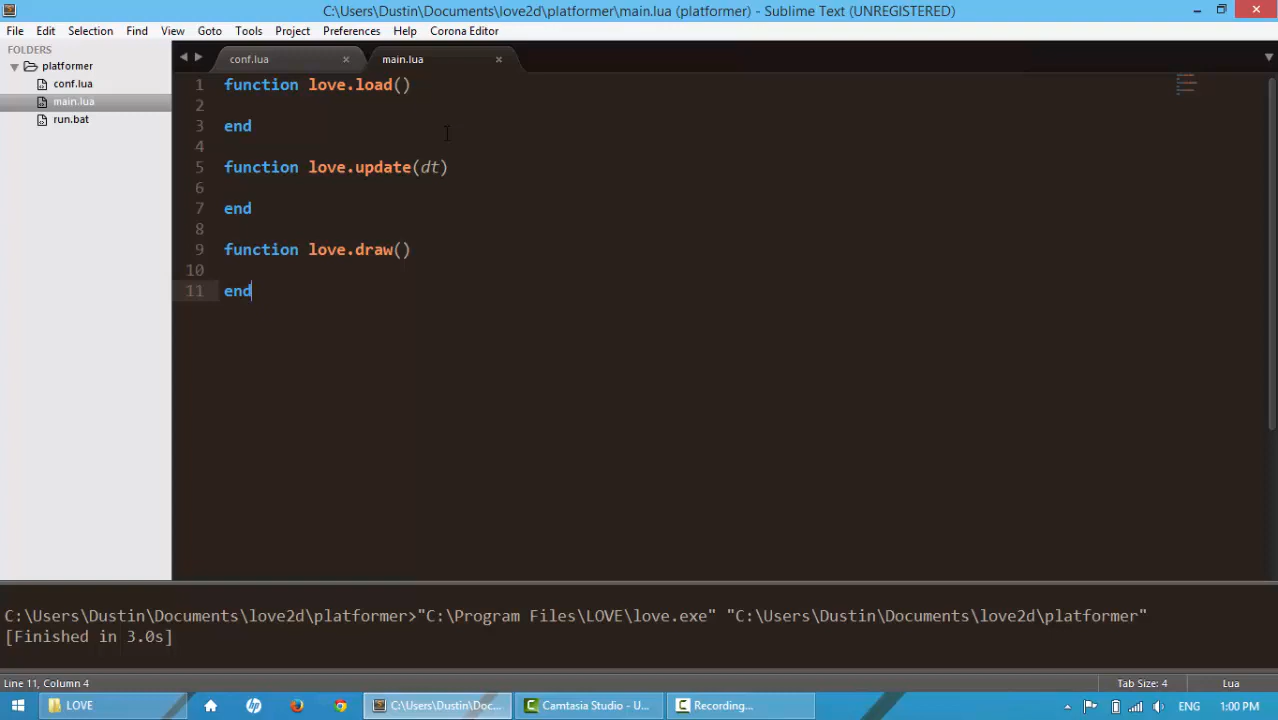 C:\Users\Dustin\Documents\love2d\platformer\main.lua (platformer) - Sublime Text (UNREGISTERED)
File Edit Selection Find View Goto Tools Project Preferences Help Corona Editor
FOLDERS
platformer
conf.lua
main.lua
run.bat
conf.lua
main.lua
1 function love.load()
2
3 end
4
5 function love.update(dt)
6
7 end
8
9 function love.draw()
10
11 end
C:\Users\Dustin\Documents\love2d\platformer>"C:\Program Files\LOVE\love.exe" "C:\Users\Dustin\Documents\love2d\platformer"
[Finished in 3.0s]
Line 11, Column 4
Tab Size: 4
Lua
LOVE
C:\Users\Dustin\Doc...
Camtasia Studio - U...
Recording...
ENG
1:00 PM